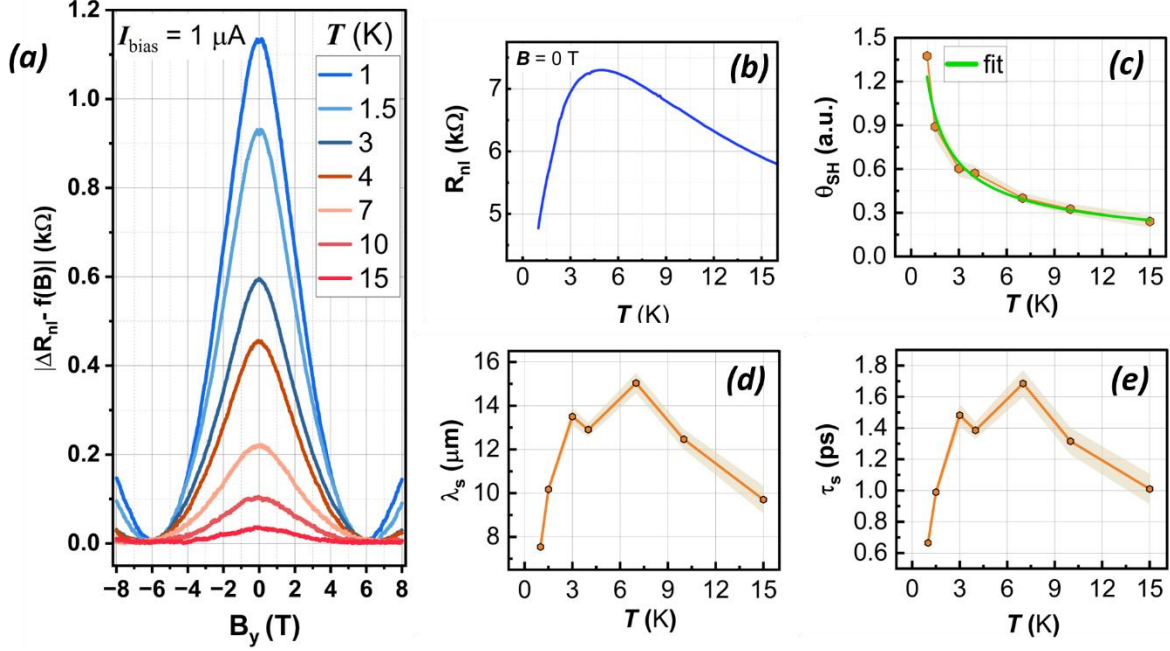 (a)
I_bias = 1 μA
T (K)
1
1.5
3
4
7
10
15
|ΔR_nl- f(B)| (kΩ)
1.2
1.0
0.8
0.6
0.4
0.2
0.0
−8 −6 −4 −2 0 2 4 6 8
B_y (T)
(b)
B = 0 T
R_nl (kΩ)
7
6
5
0 3 6 9 12 15
T (K)
(c)
fit
θ_SH (a.u.)
1.5
1.2
0.9
0.6
0.3
0.0
0 3 6 9 12 15
T (K)
(d)
λ_s (μm)
16
14
12
10
8
0 3 6 9 12 15
T (K)
(e)
τ_s (ps)
1.8
1.6
1.4
1.2
1.0
0.8
0.6
0 3 6 9 12 15
T (K)